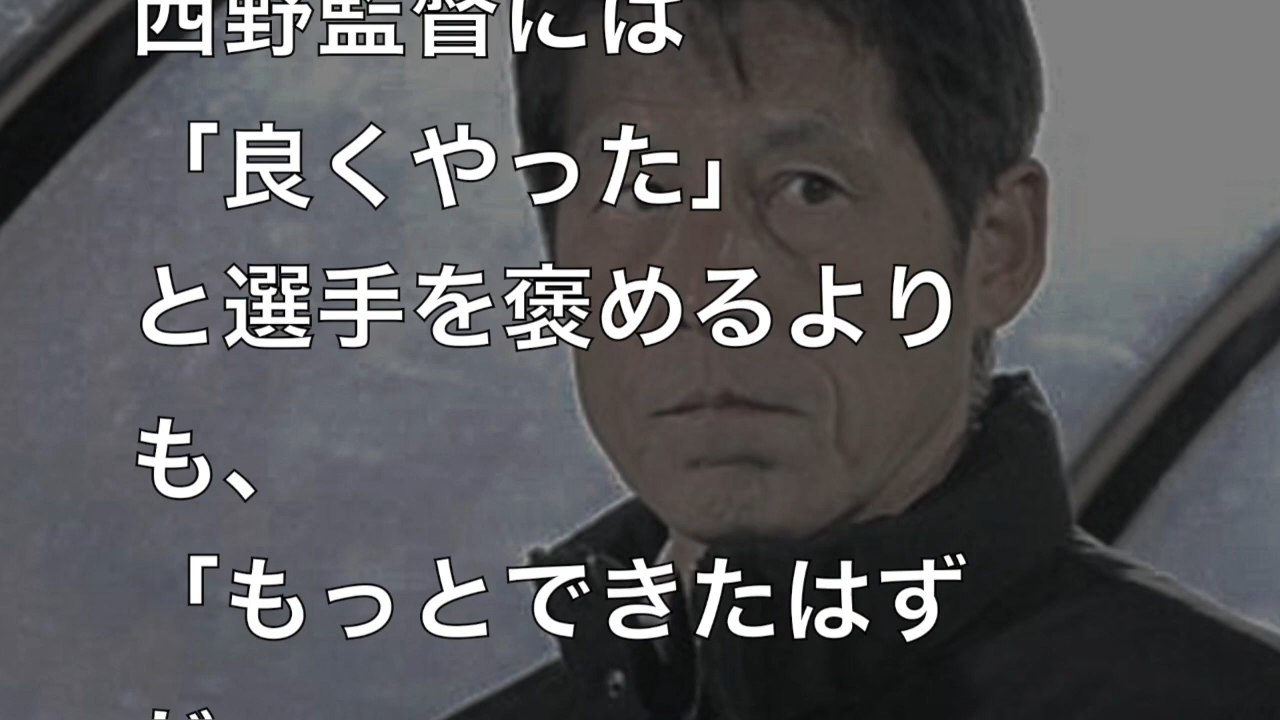 西野監督には
「良くやった」
と選手を褒めるより
も、
「もっとできたはず